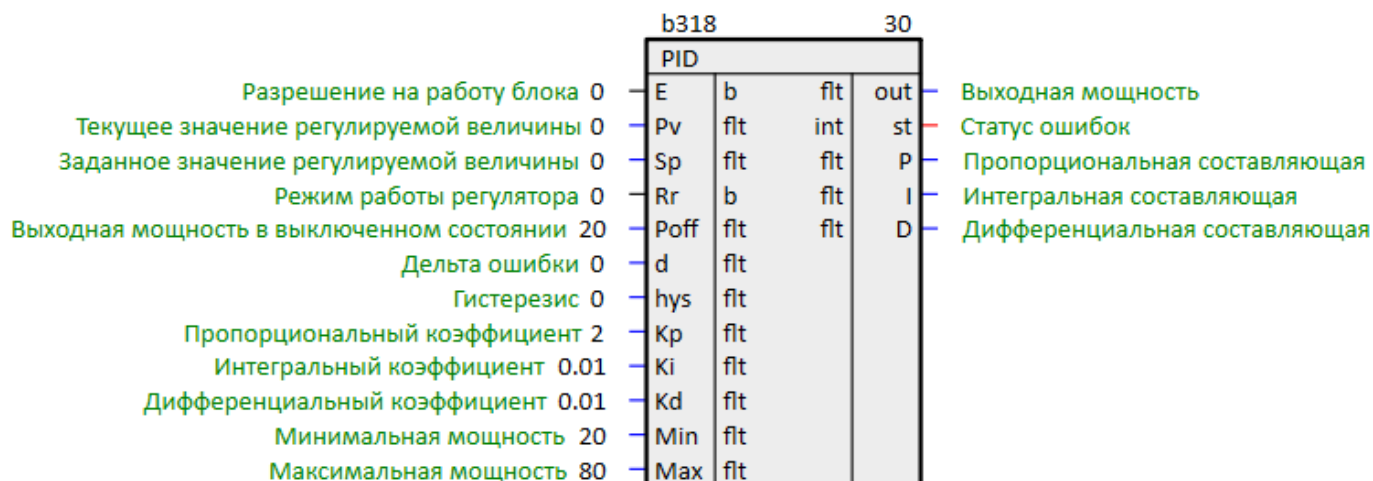 b318 30
PID
Разрешение на работу блока 0 E b flt out Выходная мощность
Текущее значение регулируемой величины 0 Pv flt int st Статус ошибок
Заданное значение регулируемой величины 0 Sp flt flt P Пропорциональная составляющая
Режим работы регулятора 0 Rr b flt I Интегральная составляющая
Выходная мощность в выключенном состоянии 20 Poff flt flt D Дифференциальная составляющая
Дельта ошибки 0 d flt
Гистерезис 0 hys flt
Пропорциональный коэффициент 2 Kp flt
Интегральный коэффициент 0.01 Ki flt
Дифференциальный коэффициент 0.01 Kd flt
Минимальная мощность 20 Min flt
Максимальная мощность 80 Max flt